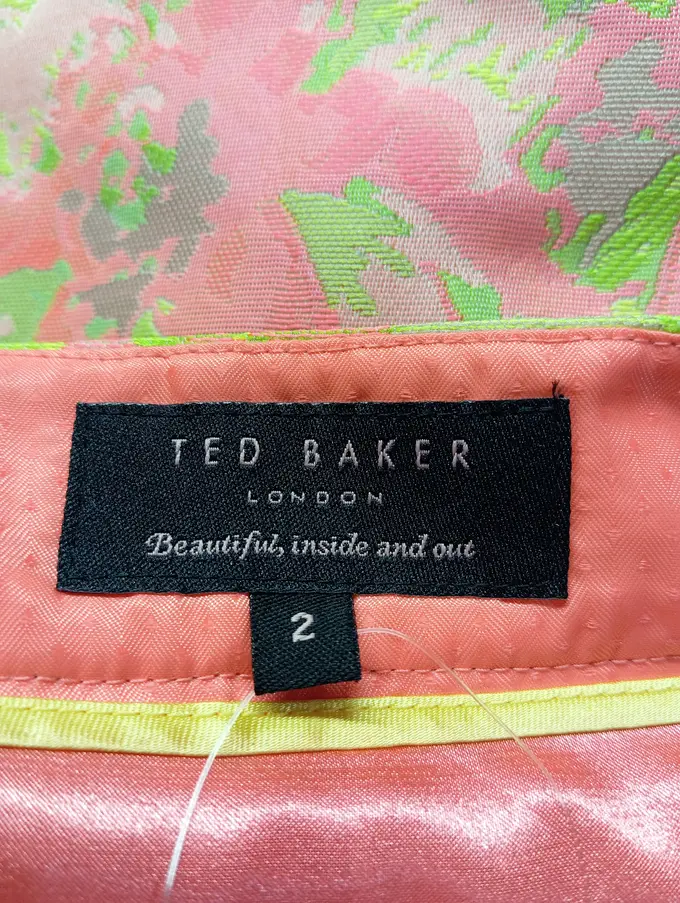 TED BAKER
LONDON
Beautiful, inside and out
2